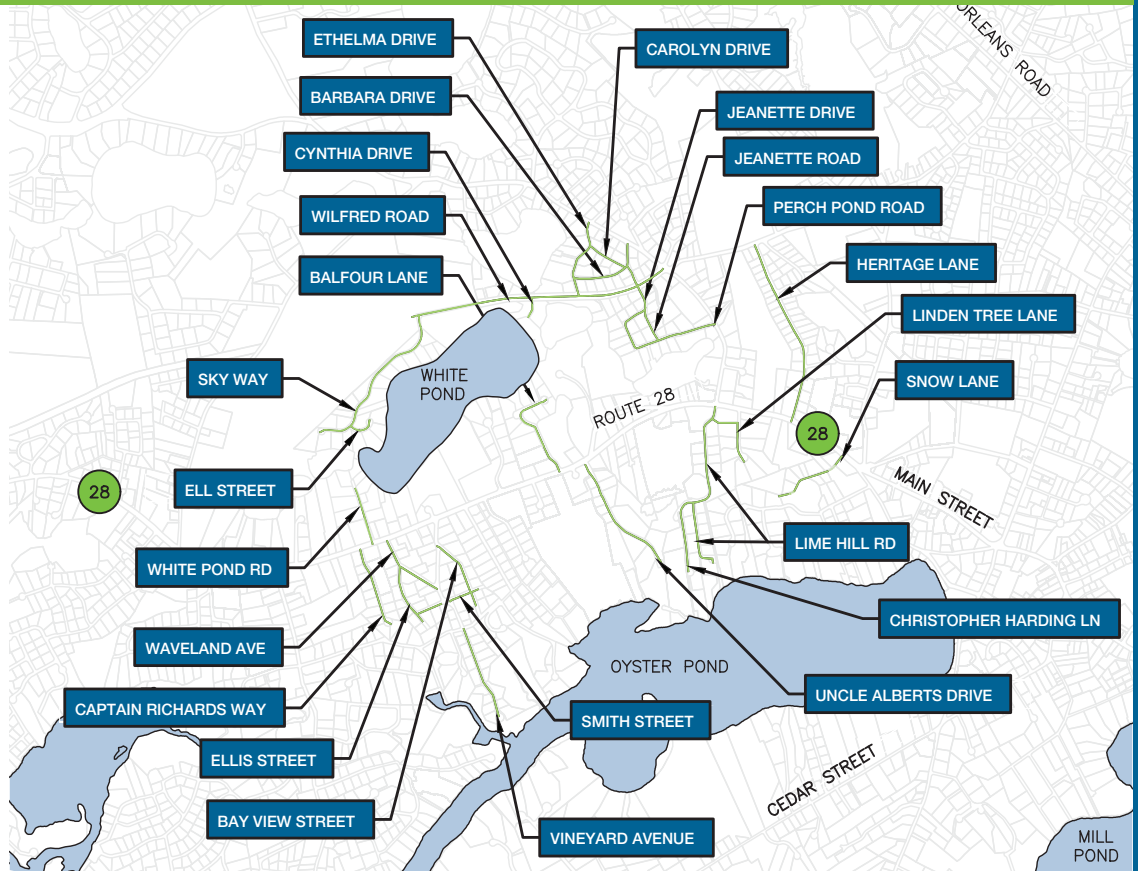 ORLEANS ROAD
ETHELMA DRIVE
CAROLYN DRIVE
BARBARA DRIVE
JEANETTE DRIVE
CYNTHIA DRIVE
JEANETTE ROAD
WILFRED ROAD
PERCH POND ROAD
BALFOUR LANE
HERITAGE LANE
LINDEN TREE LANE
SKY WAY
WHITE
POND
SNOW LANE
ROUTE 28
28
ELL STREET
28
MAIN STREET
WHITE POND RD
LIME HILL RD
CHRISTOPHER HARDING LN
WAVELAND AVE
OYSTER POND
CAPTAIN RICHARDS WAY
UNCLE ALBERTS DRIVE
SMITH STREET
ELLIS STREET
CEDAR STREET
BAY VIEW STREET
VINEYARD AVENUE
MILL
POND